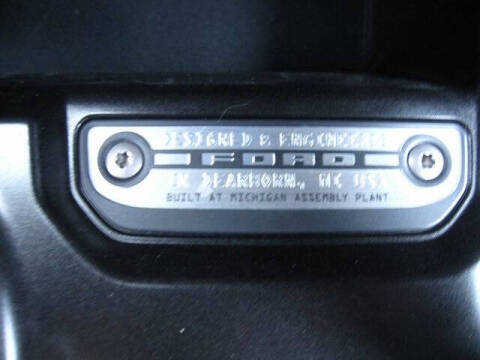 DESIGNED & ENGINEERED
FORD
IN DEARBORN, MI USA
BUILT AT MICHIGAN ASSEMBLY PLANT